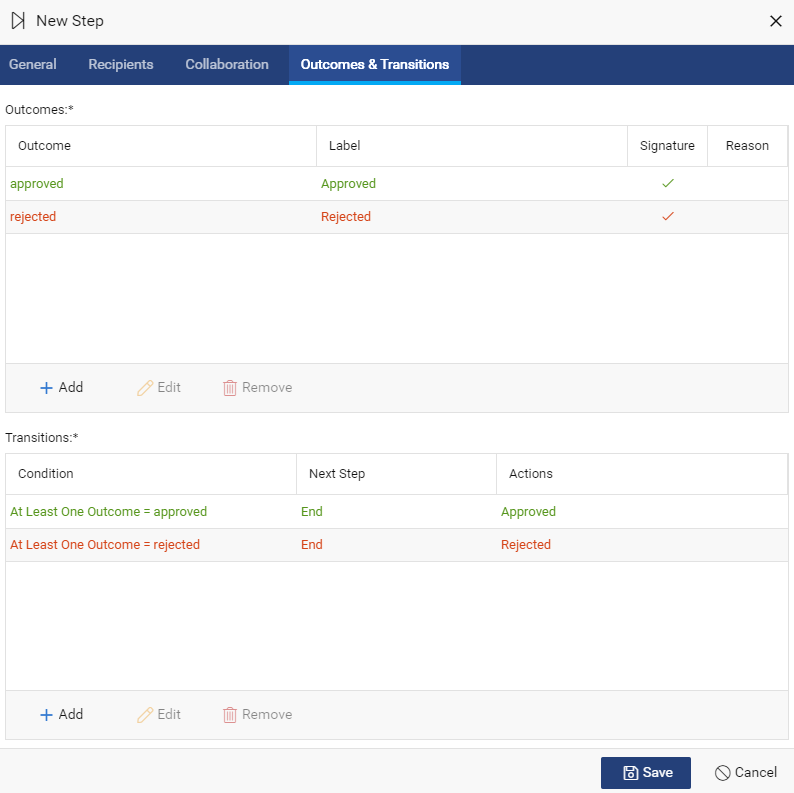 New Step
General Recipients Collaboration Outcomes & Transitions
Outcomes:*
Outcome Label Signature Reason
approved Approved
rejected Rejected
Add Edit Remove
Transitions:*
Condition Next Step Actions
At Least One Outcome = approved End Approved
At Least One Outcome = rejected End Rejected
Add Edit Remove
Save Cancel